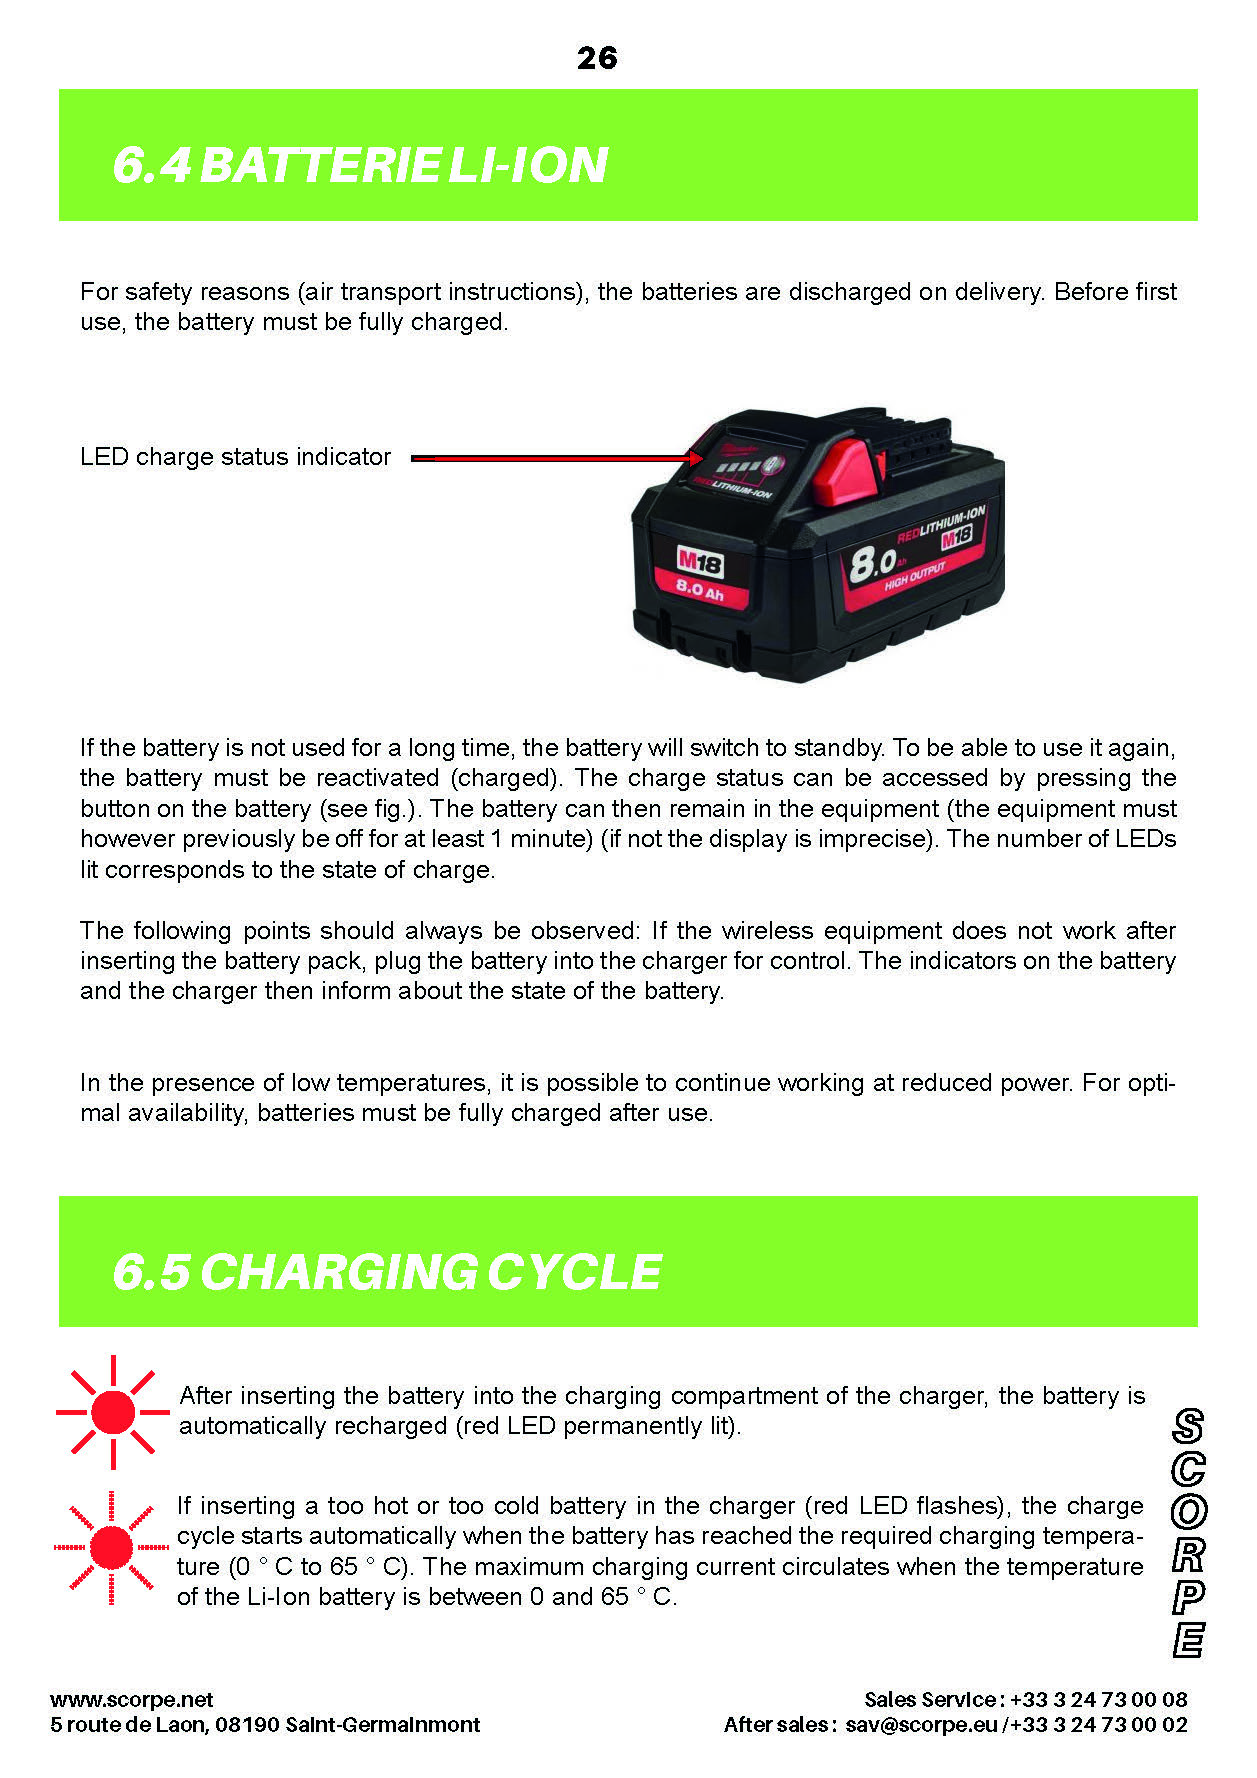 26
6.4 BATTERIE LI-ION
For safety reasons (air transport instructions), the batteries are discharged on delivery. Before first
use, the battery must be fully charged.
LED charge status indicator
Milwaukee
REDLITHIUM-ION
M18
8.0 Ah
8.0 Ah
REDLITHIUM-ION
M18
HIGH OUTPUT
If the battery is not used for a long time, the battery will switch to standby. To be able to use it again,
the battery must be reactivated (charged). The charge status can be accessed by pressing the
button on the battery (see fig.). The battery can then remain in the equipment (the equipment must
however previously be off for at least 1 minute) (if not the display is imprecise). The number of LEDs
lit corresponds to the state of charge.
The following points should always be observed: If the wireless equipment does not work after
inserting the battery pack, plug the battery into the charger for control. The indicators on the battery
and the charger then inform about the state of the battery.
In the presence of low temperatures, it is possible to continue working at reduced power. For opti-
mal availability, batteries must be fully charged after use.
6.5 CHARGING CYCLE
After inserting the battery into the charging compartment of the charger, the battery is
automatically recharged (red LED permanently lit).
If inserting a too hot or too cold battery in the charger (red LED flashes), the charge
cycle starts automatically when the battery has reached the required charging tempera-
ture (0 ° C to 65 ° C). The maximum charging current circulates when the temperature
of the Li-Ion battery is between 0 and 65 ° C.
SCORPE
www.scorpe.net
5 route de Laon, 08190 Saint-Germainmont
Sales Service : +33 3 24 73 00 08
After sales : sav@scorpe.eu /+33 3 24 73 00 02